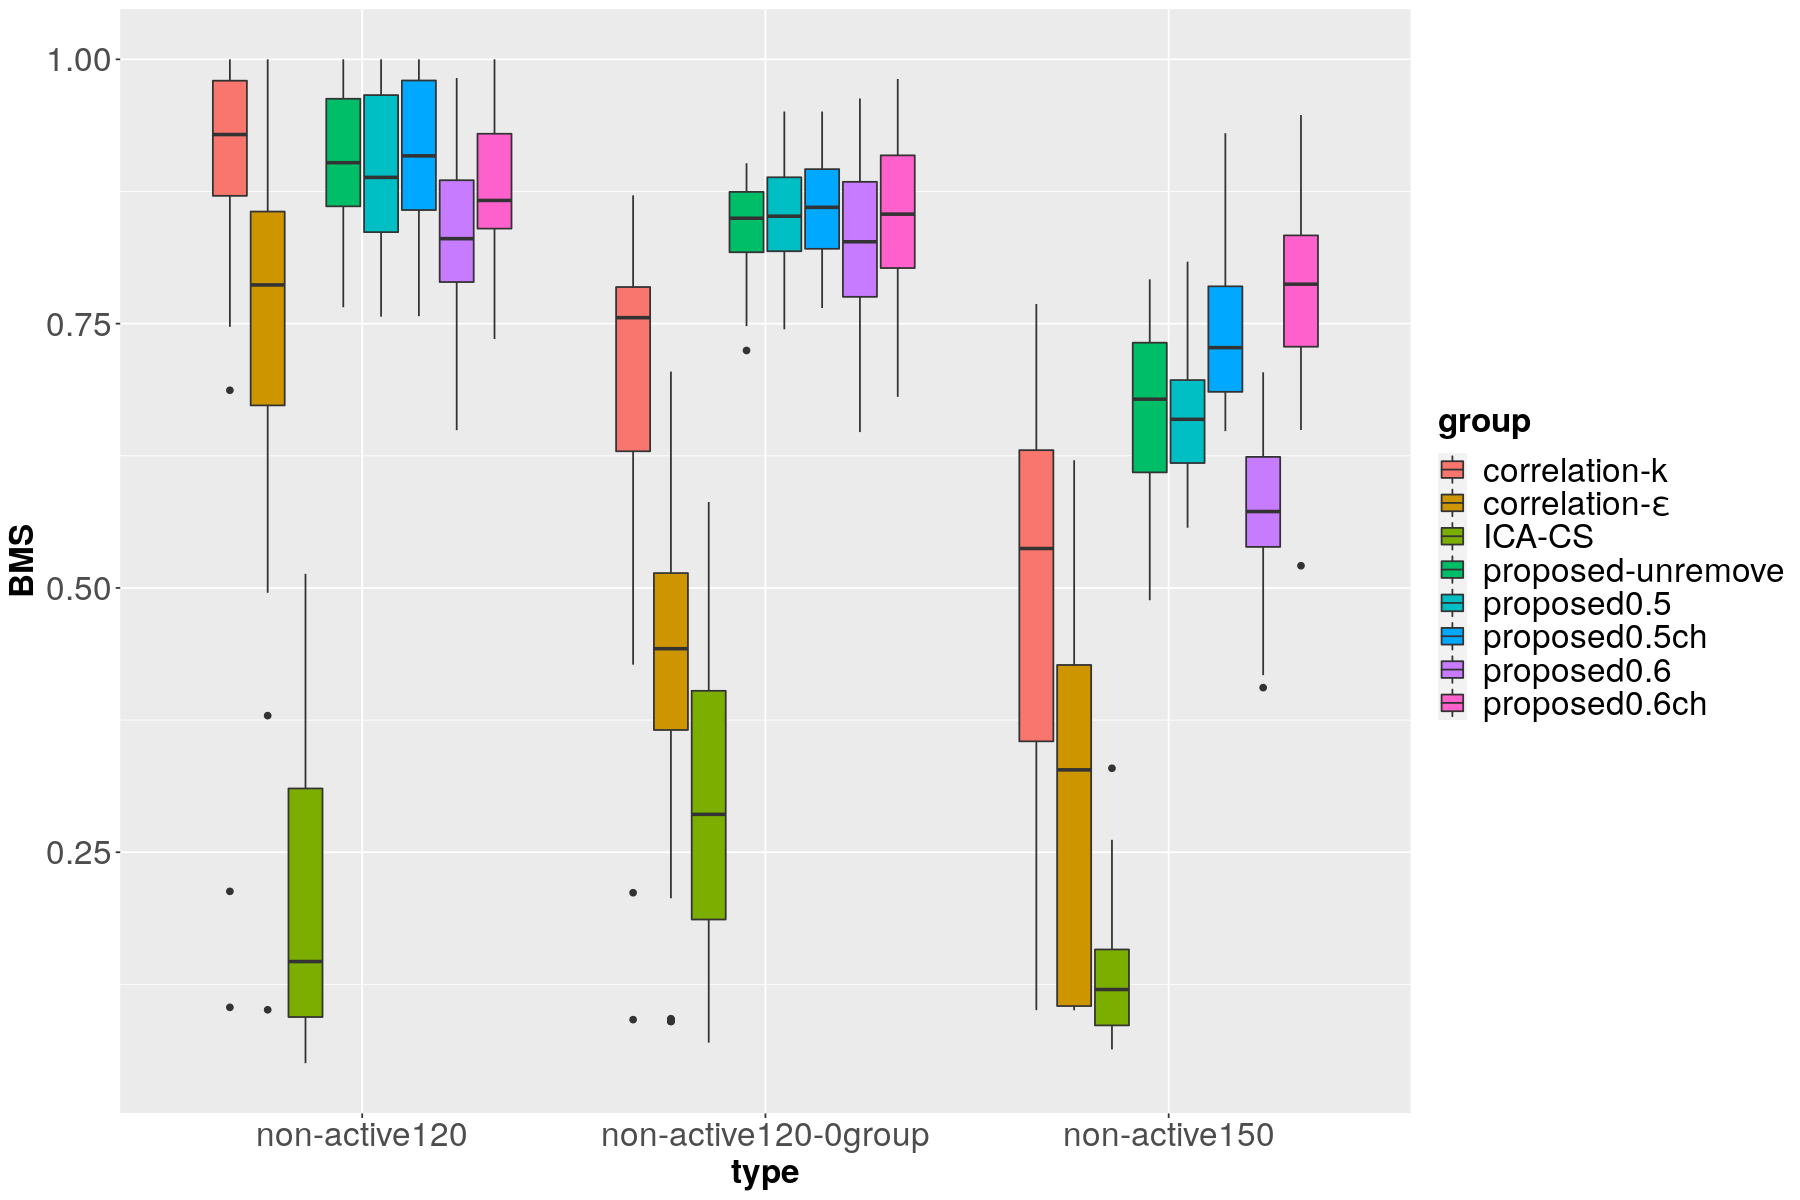 1.00
0.75
0.50
0.25
BMS
non-active120
non-active120-0group
non-active150
type
group
correlation-k
correlation-ε
ICA-CS
proposed-unremove
proposed0.5
proposed0.5ch
proposed0.6
proposed0.6ch